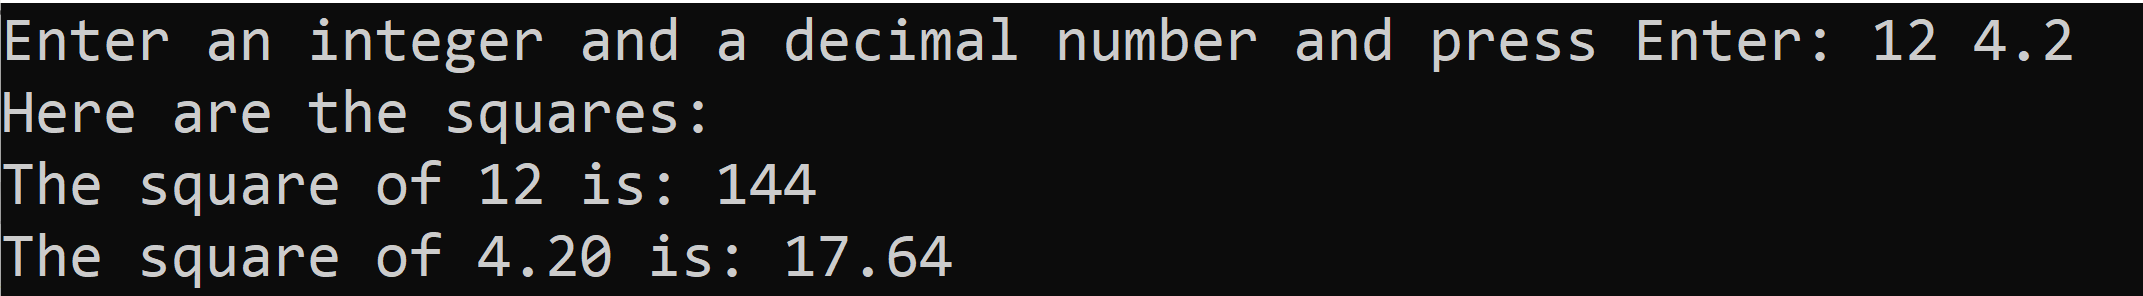 Enter an integer and a decimal number and press Enter: 12 4.2
Here are the squares:
The square of 12 is: 144
The square of 4.20 is: 17.64